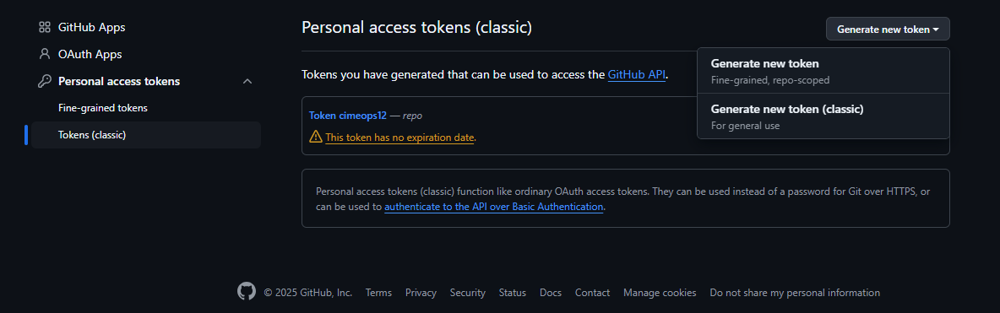 GitHub Apps
OAuth Apps
Personal access tokens
Fine-grained tokens
Tokens (classic)
Personal access tokens (classic)
Generate new token
Generate new token
Fine-grained, repo-scoped
Generate new token (classic)
For general use
Tokens you have generated that can be used to access the GitHub API.
Token cimeops12 — repo
This token has no expiration date.
Personal access tokens (classic) function like ordinary OAuth access tokens. They can be used instead of a password for Git over HTTPS, or
can be used to authenticate to the API over Basic Authentication.
© 2025 GitHub, Inc. Terms Privacy Security Status Docs Contact Manage cookies Do not share my personal information